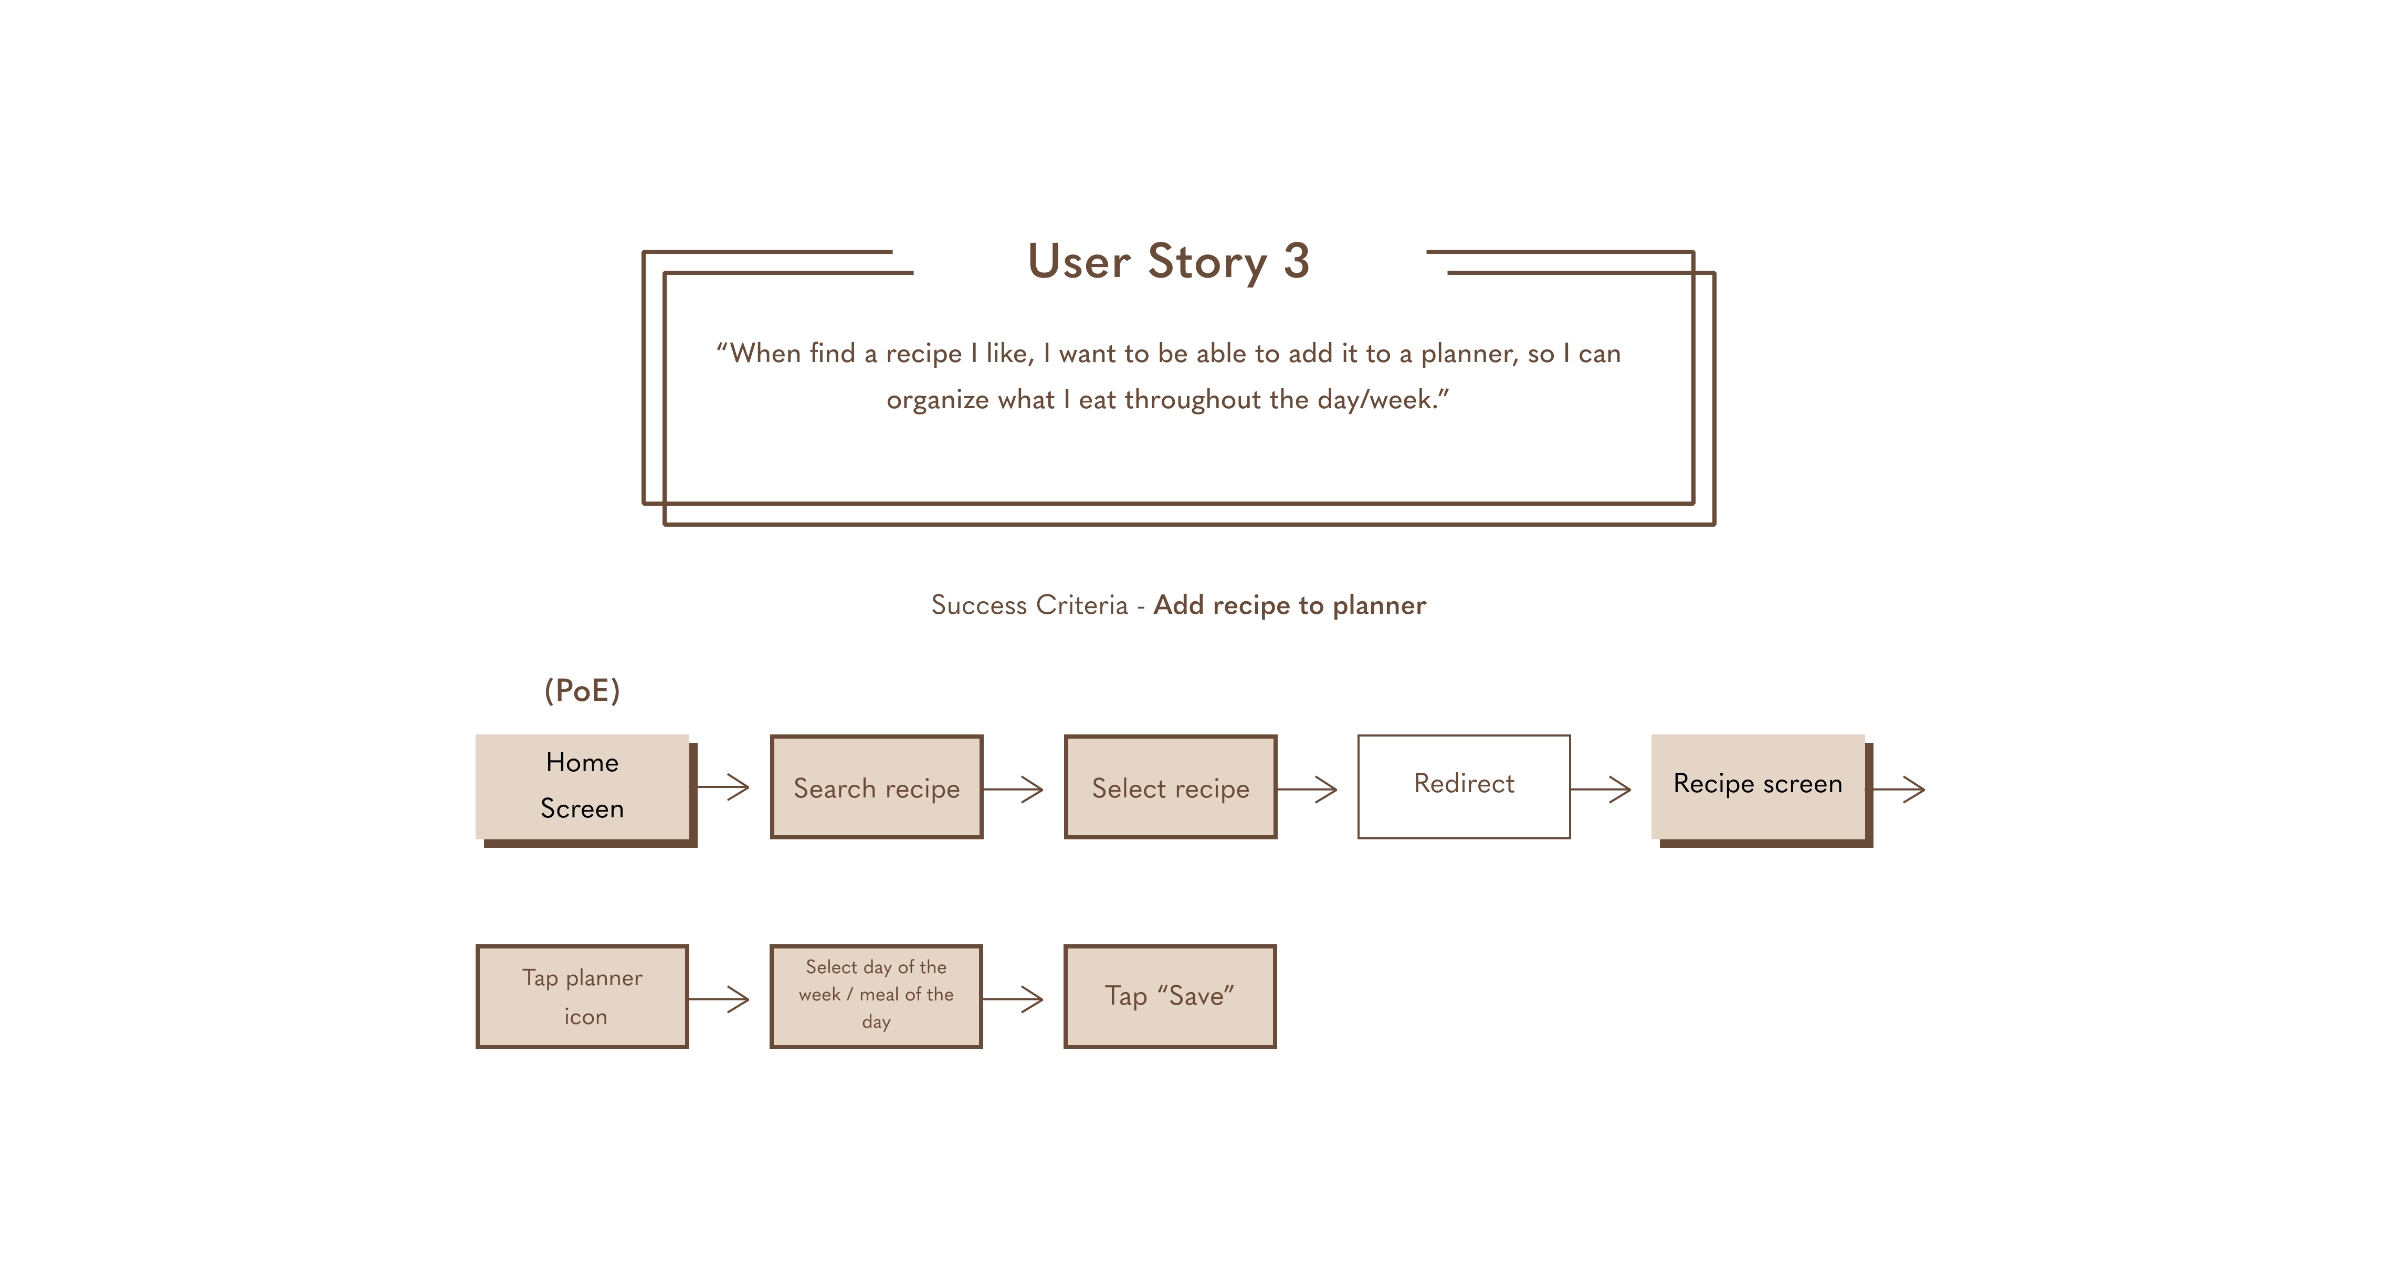 User Story 3
“When find a recipe I like, I want to be able to add it to a planner, so I can
organize what I eat throughout the day/week.”
Success Criteria - Add recipe to planner
(PoE)
Home
Screen
Search recipe
Select recipe
Redirect
Recipe screen
Tap planner
icon
Select day of the
week / meal of the
day
Tap “Save”